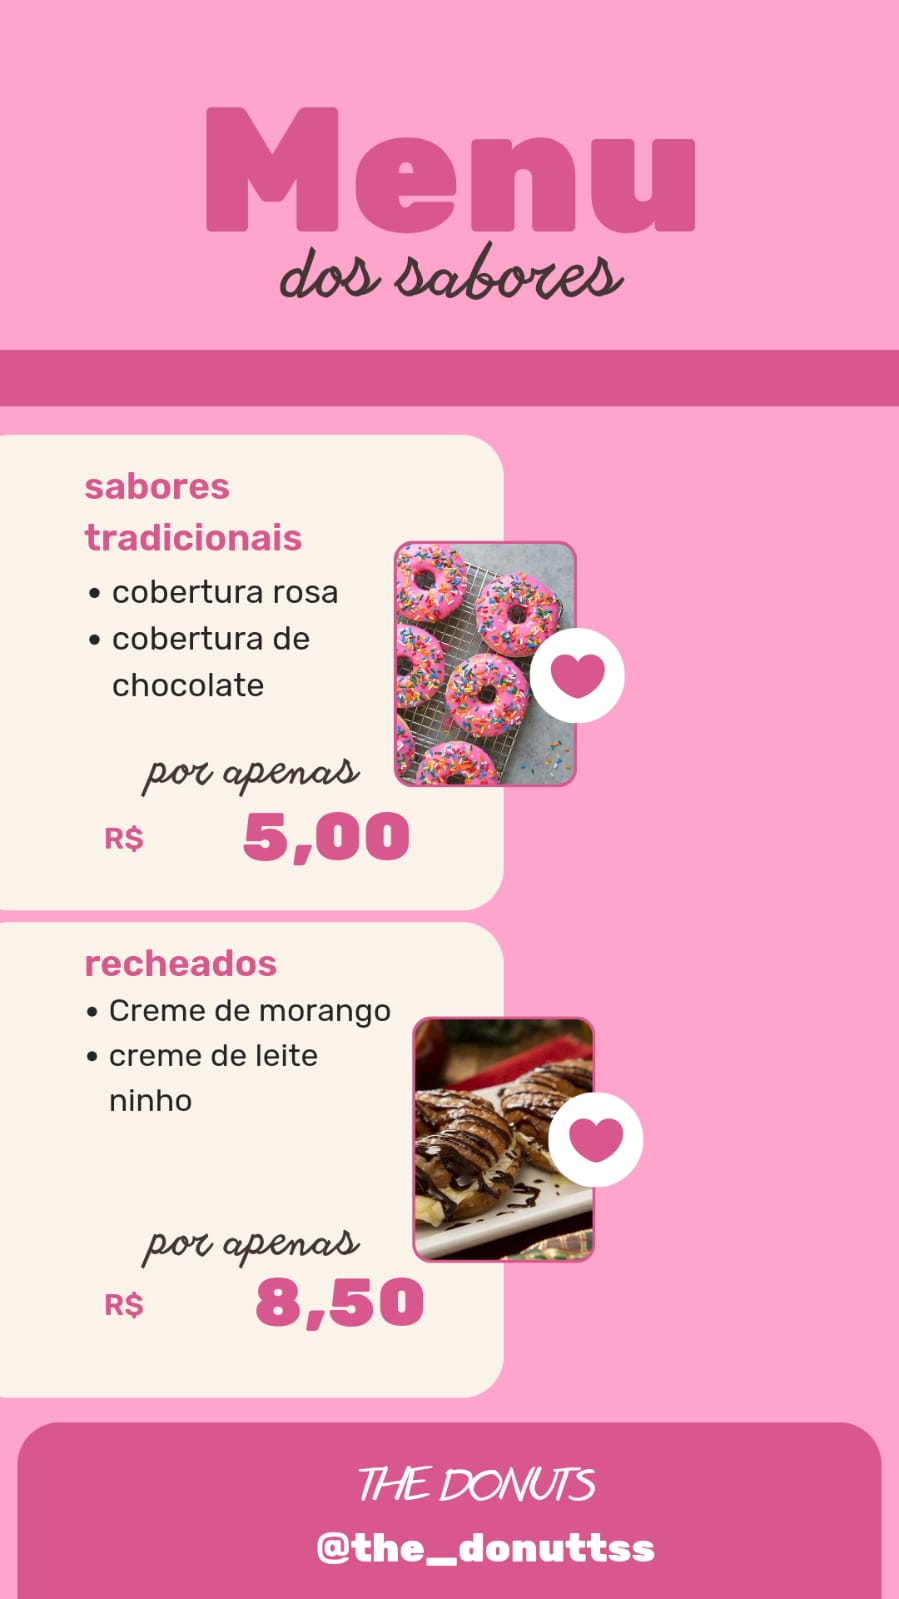 Menu
dos sabores
sabores
tradicionais
• cobertura rosa
• cobertura de
chocolate
por apenas
R$ 5,00
recheados
• Creme de morango
• creme de leite
ninho
por apenas
R$ 8,50
THE DONUTS
@the_donuttss